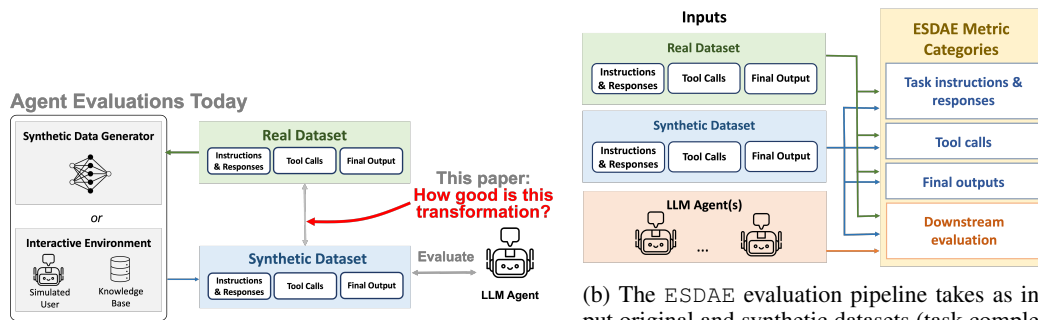 Agent Evaluations Today
Synthetic Data Generator
or
Interactive Environment
Simulated
User
Knowledge
Base
Real Dataset
Instructions
& Responses
Tool Calls
Final Output
This paper:
How good is this
transformation?
Synthetic Dataset
Instructions
& Responses
Tool Calls
Final Output
Evaluate
LLM Agent
Inputs
Real Dataset
Instructions
& Responses
Tool Calls
Final Output
Synthetic Dataset
Instructions
& Responses
Tool Calls
Final Output
LLM Agent(s)
...
ESDAE Metric
Categories
Task instructions &
responses
Tool calls
Final outputs
Downstream
evaluation
(b) The ESDAE evaluation pipeline takes as in
put original and synthetic datasets (task comple